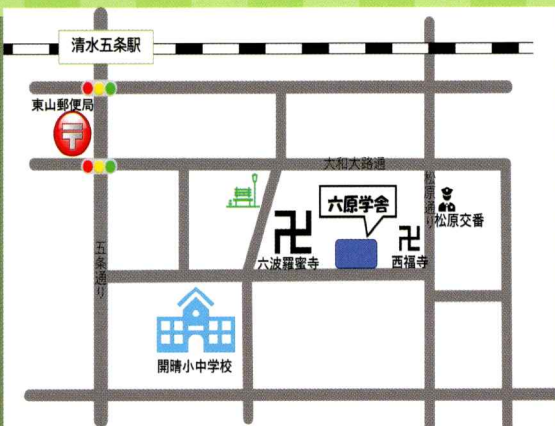 清水五条駅
東山郵便局
大和大路通
松原通り
松原交番
六原学舎
卍
六波羅蜜寺
卍
西福寺
五条通り
開晴小中学校